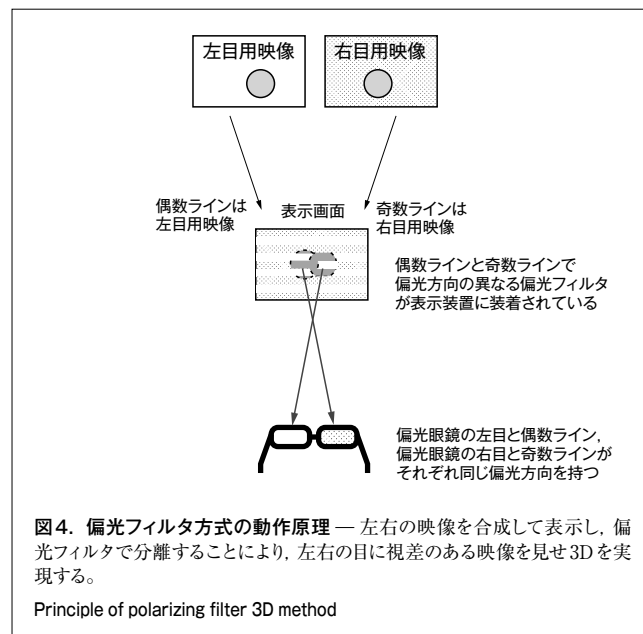 左目用映像
右目用映像
偶数ラインは
左目用映像
表示画面
奇数ラインは
右目用映像
偶数ラインと奇数ラインで
偏光方向の異なる偏光フィルタ
が表示装置に装着されている
偏光眼鏡の左目と偶数ライン,
偏光眼鏡の右目と奇数ラインが
それぞれ同じ偏光方向を持つ
図4. 偏光フィルタ方式の動作原理 — 左右の映像を合成して表示し, 偏
光フィルタで分離することにより, 左右の目に視差のある映像を見せ3Dを実
現する。
Principle of polarizing filter 3D method